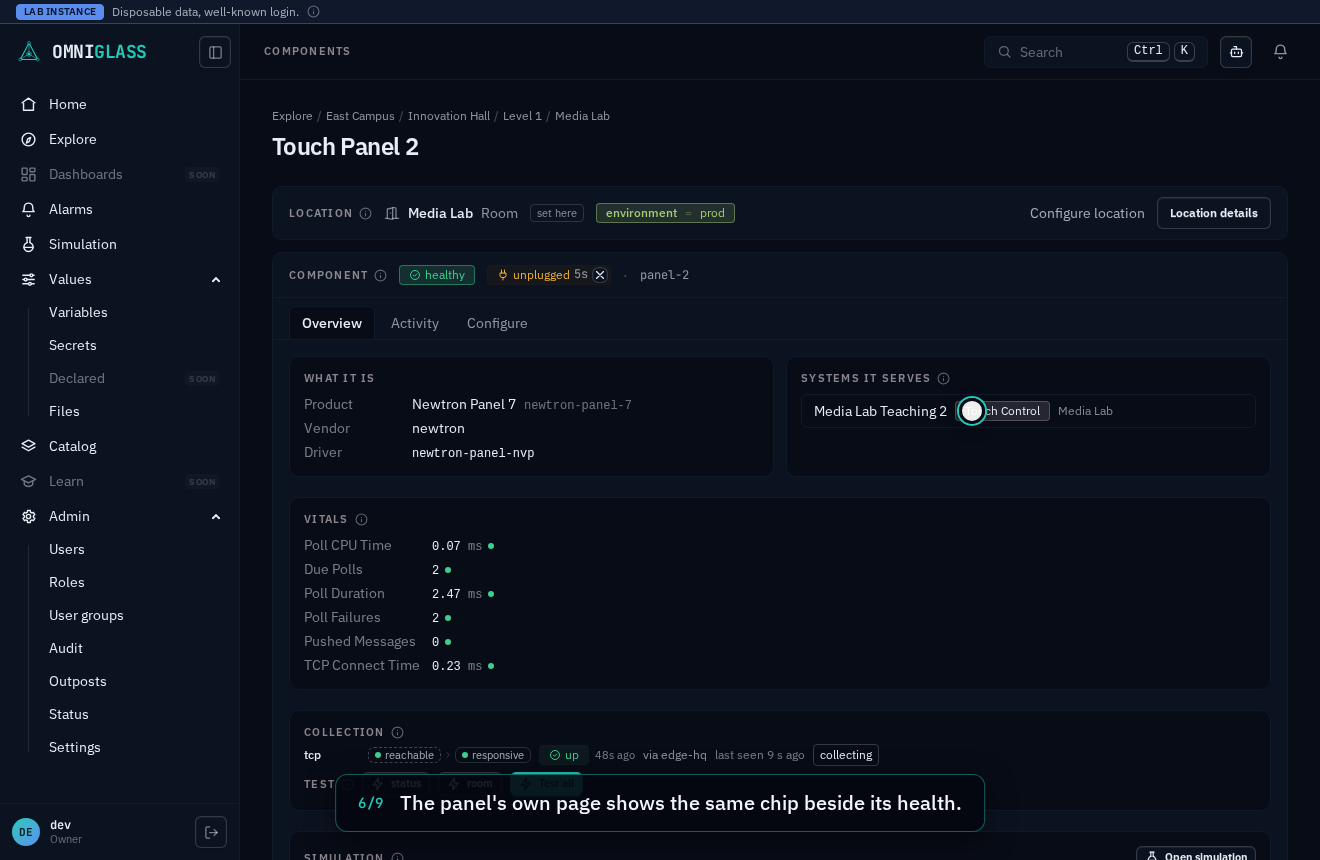 LAB INSTANCE Disposable data, well-known login.
OMNIGLASS
COMPONENTS
Search Ctrl K
Home
Explore
Dashboards SOON
Alarms
Simulation
Values
Variables
Secrets
Declared SOON
Files
Catalog
Learn SOON
Admin
Users
Roles
User groups
Audit
Outposts
Status
Settings
DE dev
Owner
Explore / East Campus / Innovation Hall / Level 1 / Media Lab
Touch Panel 2
LOCATION Media Lab Room set here environment = prod Configure location Location details
COMPONENT healthy unplugged 5s · panel-2
Overview Activity Configure
WHAT IT IS
Product Newtron Panel 7 newtron-panel-7
Vendor newtron
Driver newtron-panel-nvp
SYSTEMS IT SERVES
Media Lab Teaching 2 Control Media Lab
VITALS
Poll CPU Time 0.07 ms
Due Polls 2
Poll Duration 2.47 ms
Poll Failures 2
Pushed Messages 0
TCP Connect Time 0.23 ms
COLLECTION
tcp reachable › responsive up 48s ago via edge-hq last seen 9 s ago collecting
TEST status room Test all
6/9 The panel's own page shows the same chip beside its health.
SIMULATION Open simulation